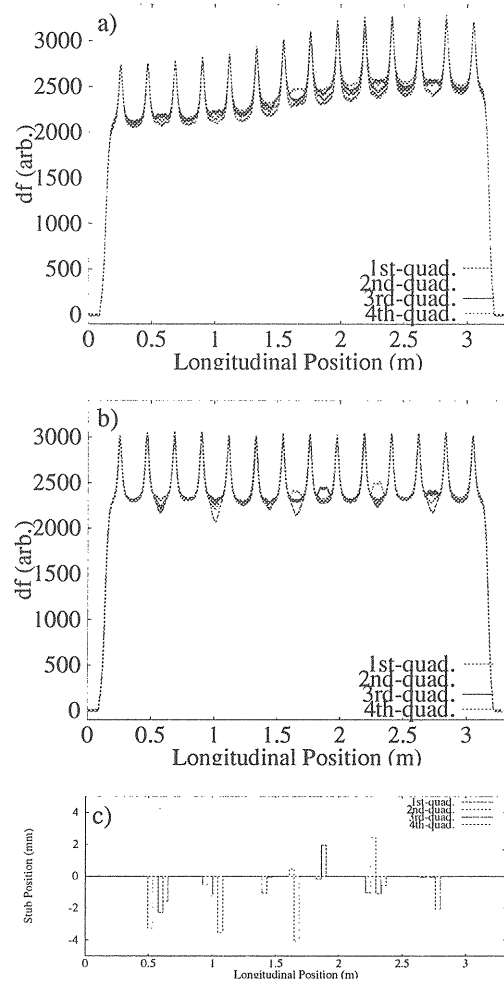 a)
3000
2500
2000
1500
1000
500
0
df (arb.)
1st-quad.
2nd-quad.
3rd-quad.
4th-quad.
0 0.5 1 1.5 2 2.5 3
Longitudinal Position (m)
b)
3000
2500
2000
1500
1000
500
0
df (arb.)
1st-quad.
2nd-quad.
3rd-quad.
4th-quad.
0 0.5 1 1.5 2 2.5 3
Longitudinal Position (m)
c)
4
2
0
-2
-4
Stub Position (mm)
1st-quad.
2nd-quad.
3rd-quad.
4th-quad.
0 0.5 1 1.5 2 2.5 3
Longitudinal Position (m)